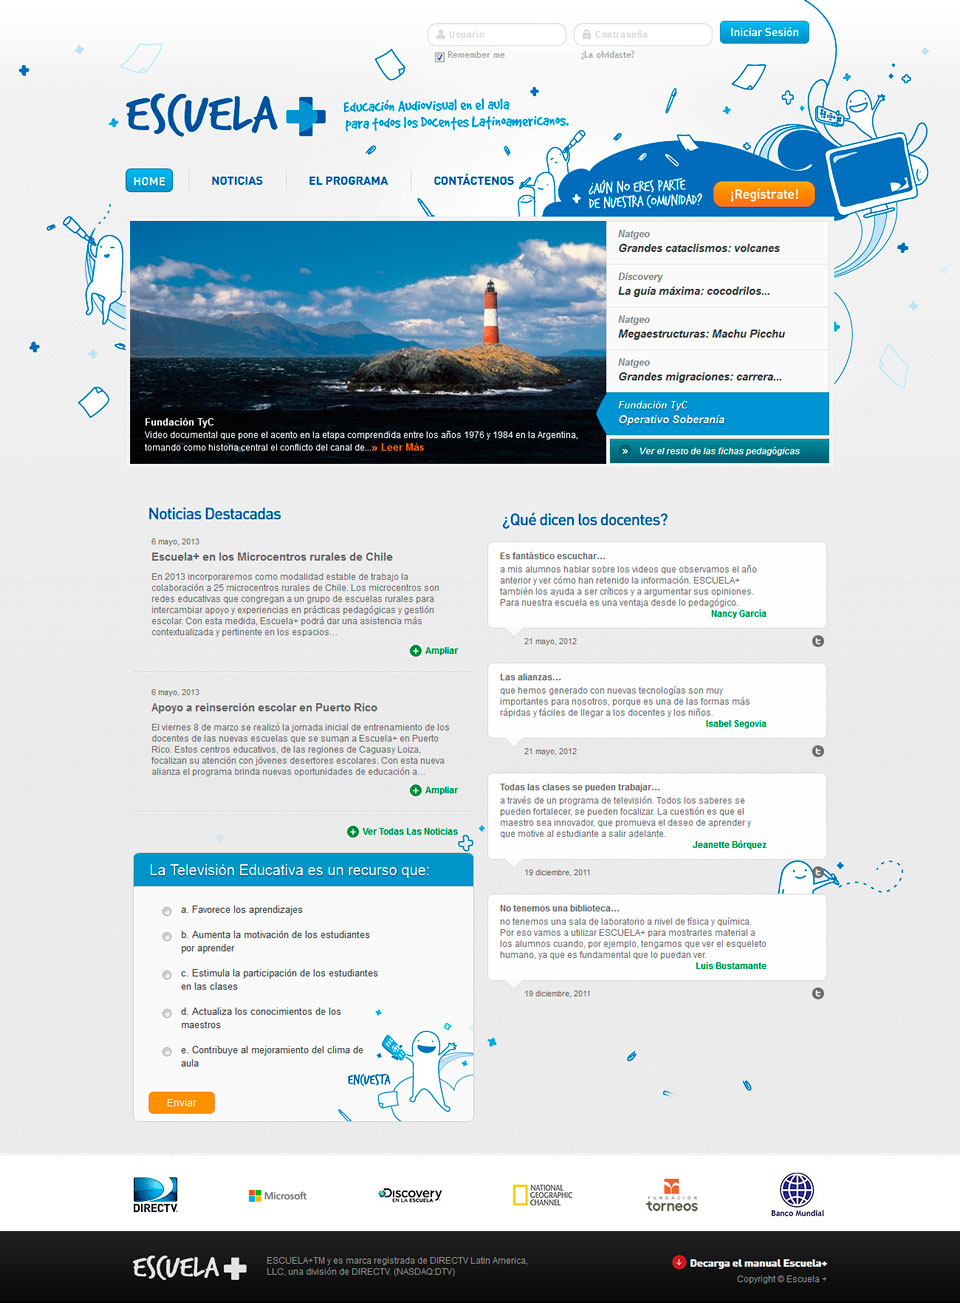 Usuario
Contraseña
Iniciar Sesión
Remember me
¿La olvidaste?
ESCUELA+
Educación Audiovisual en el aula
para todos los Docentes Latinoamericanos.
HOME
NOTICIAS
EL PROGRAMA
CONTÁCTENOS
¿AÚN NO ERES PARTE
DE NUESTRA COMUNIDAD?
¡Regístrate!
Natgeo
Grandes cataclismos: volcanes
Discovery
La guía máxima: cocodrilos...
Natgeo
Megaestructuras: Machu Picchu
Natgeo
Grandes migraciones: carrera...
Fundación TyC
Operativo Soberanía
» Ver el resto de las fichas pedagógicas
Fundación TyC
Video documental que pone el acento en la etapa comprendida entre los años 1976 y 1984 en la Argentina,
tomando como historia central el conflicto del canal de...» Leer Más
Noticias Destacadas
6 mayo, 2013
Escuela+ en los Microcentros rurales de Chile
En 2013 incorporaremos como modalidad estable de trabajo la
colaboración a 25 microcentros rurales de Chile. Los microcentros son
redes educativas que congregan a un grupo de escuelas rurales para
intercambiar apoyo y experiencias en prácticas pedagógicas y gestión
escolar. Con esta medida, Escuela+ podrá dar una asistencia más
contextualizada y pertinente en los espacios...
Ampliar
6 mayo, 2013
Apoyo a reinserción escolar en Puerto Rico
El viernes 8 de marzo se realizó la jornada inicial de entrenamiento de los
docentes de las nuevas escuelas que se suman a Escuela+ en Puerto
Rico. Estos centros educativos, de las regiones de Caguasy Loiza,
focalizan su atención con jóvenes desertores escolares. Con esta nueva
alianza el programa brinda nuevas oportunidades de educación a...
Ampliar
Ver Todas Las Noticias
La Televisión Educativa es un recurso que:
a. Favorece los aprendizajes
b. Aumenta la motivación de los estudiantes
por aprender
c. Estimula la participación de los estudiantes
en las clases
d. Actualiza los conocimientos de los
maestros
e. Contribuye al mejoramiento del clima de
aula
ENCUESTA
Enviar
¿Qué dicen los docentes?
Es fantástico escuchar...
a mis alumnos hablar sobre los videos que observamos el año
anterior y ver cómo han retenido la información. ESCUELA+
también los ayuda a ser críticos y a argumentar sus opiniones.
Para nuestra escuela es una ventaja desde lo pedagógico.
Nancy Garcia
21 mayo, 2012
Las alianzas...
que hemos generado con nuevas tecnologías son muy
importantes para nosotros, porque es una de las formas más
rápidas y fáciles de llegar a los docentes y los niños.
Isabel Segovia
21 mayo, 2012
Todas las clases se pueden trabajar...
a través de un programa de televisión. Todos los saberes se
pueden fortalecer, se pueden focalizar. La cuestión es que el
maestro sea innovador, que promueva el deseo de aprender y
que motive al estudiante a salir adelante.
Jeanette Bórquez
19 diciembre, 2011
No tenemos una biblioteca...
no tenemos una sala de laboratorio a nivel de física y química.
Por eso vamos a utilizar ESCUELA+ para mostrarles material a
los alumnos cuando, por ejemplo, tengamos que ver el esqueleto
humano, ya que es fundamental que lo puedan ver.
Luis Bustamante
19 diciembre, 2011
DIRECTV.
Microsoft
Discovery
EN LA ESCUELA
NATIONAL
GEOGRAPHIC
CHANNEL
FUNDACIÓN
torneos
Banco Mundial
ESCUELA+
ESCUELA+TM y es marca registrada de DIRECTV Latin America,
LLC, una división de DIRECTV. (NASDAQ:DTV)
Decarga el manual Escuela+
Copyright © Escuela +